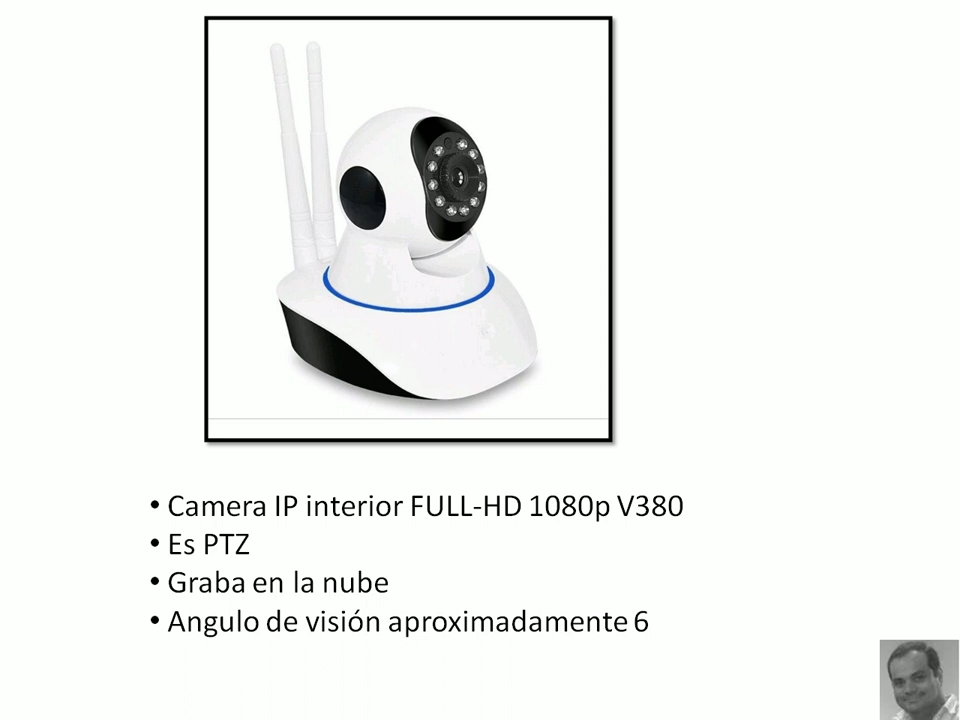 • Camera IP interior FULL-HD 1080p V380
• Es PTZ
• Graba en la nube
• Angulo de visión aproximadamente 6